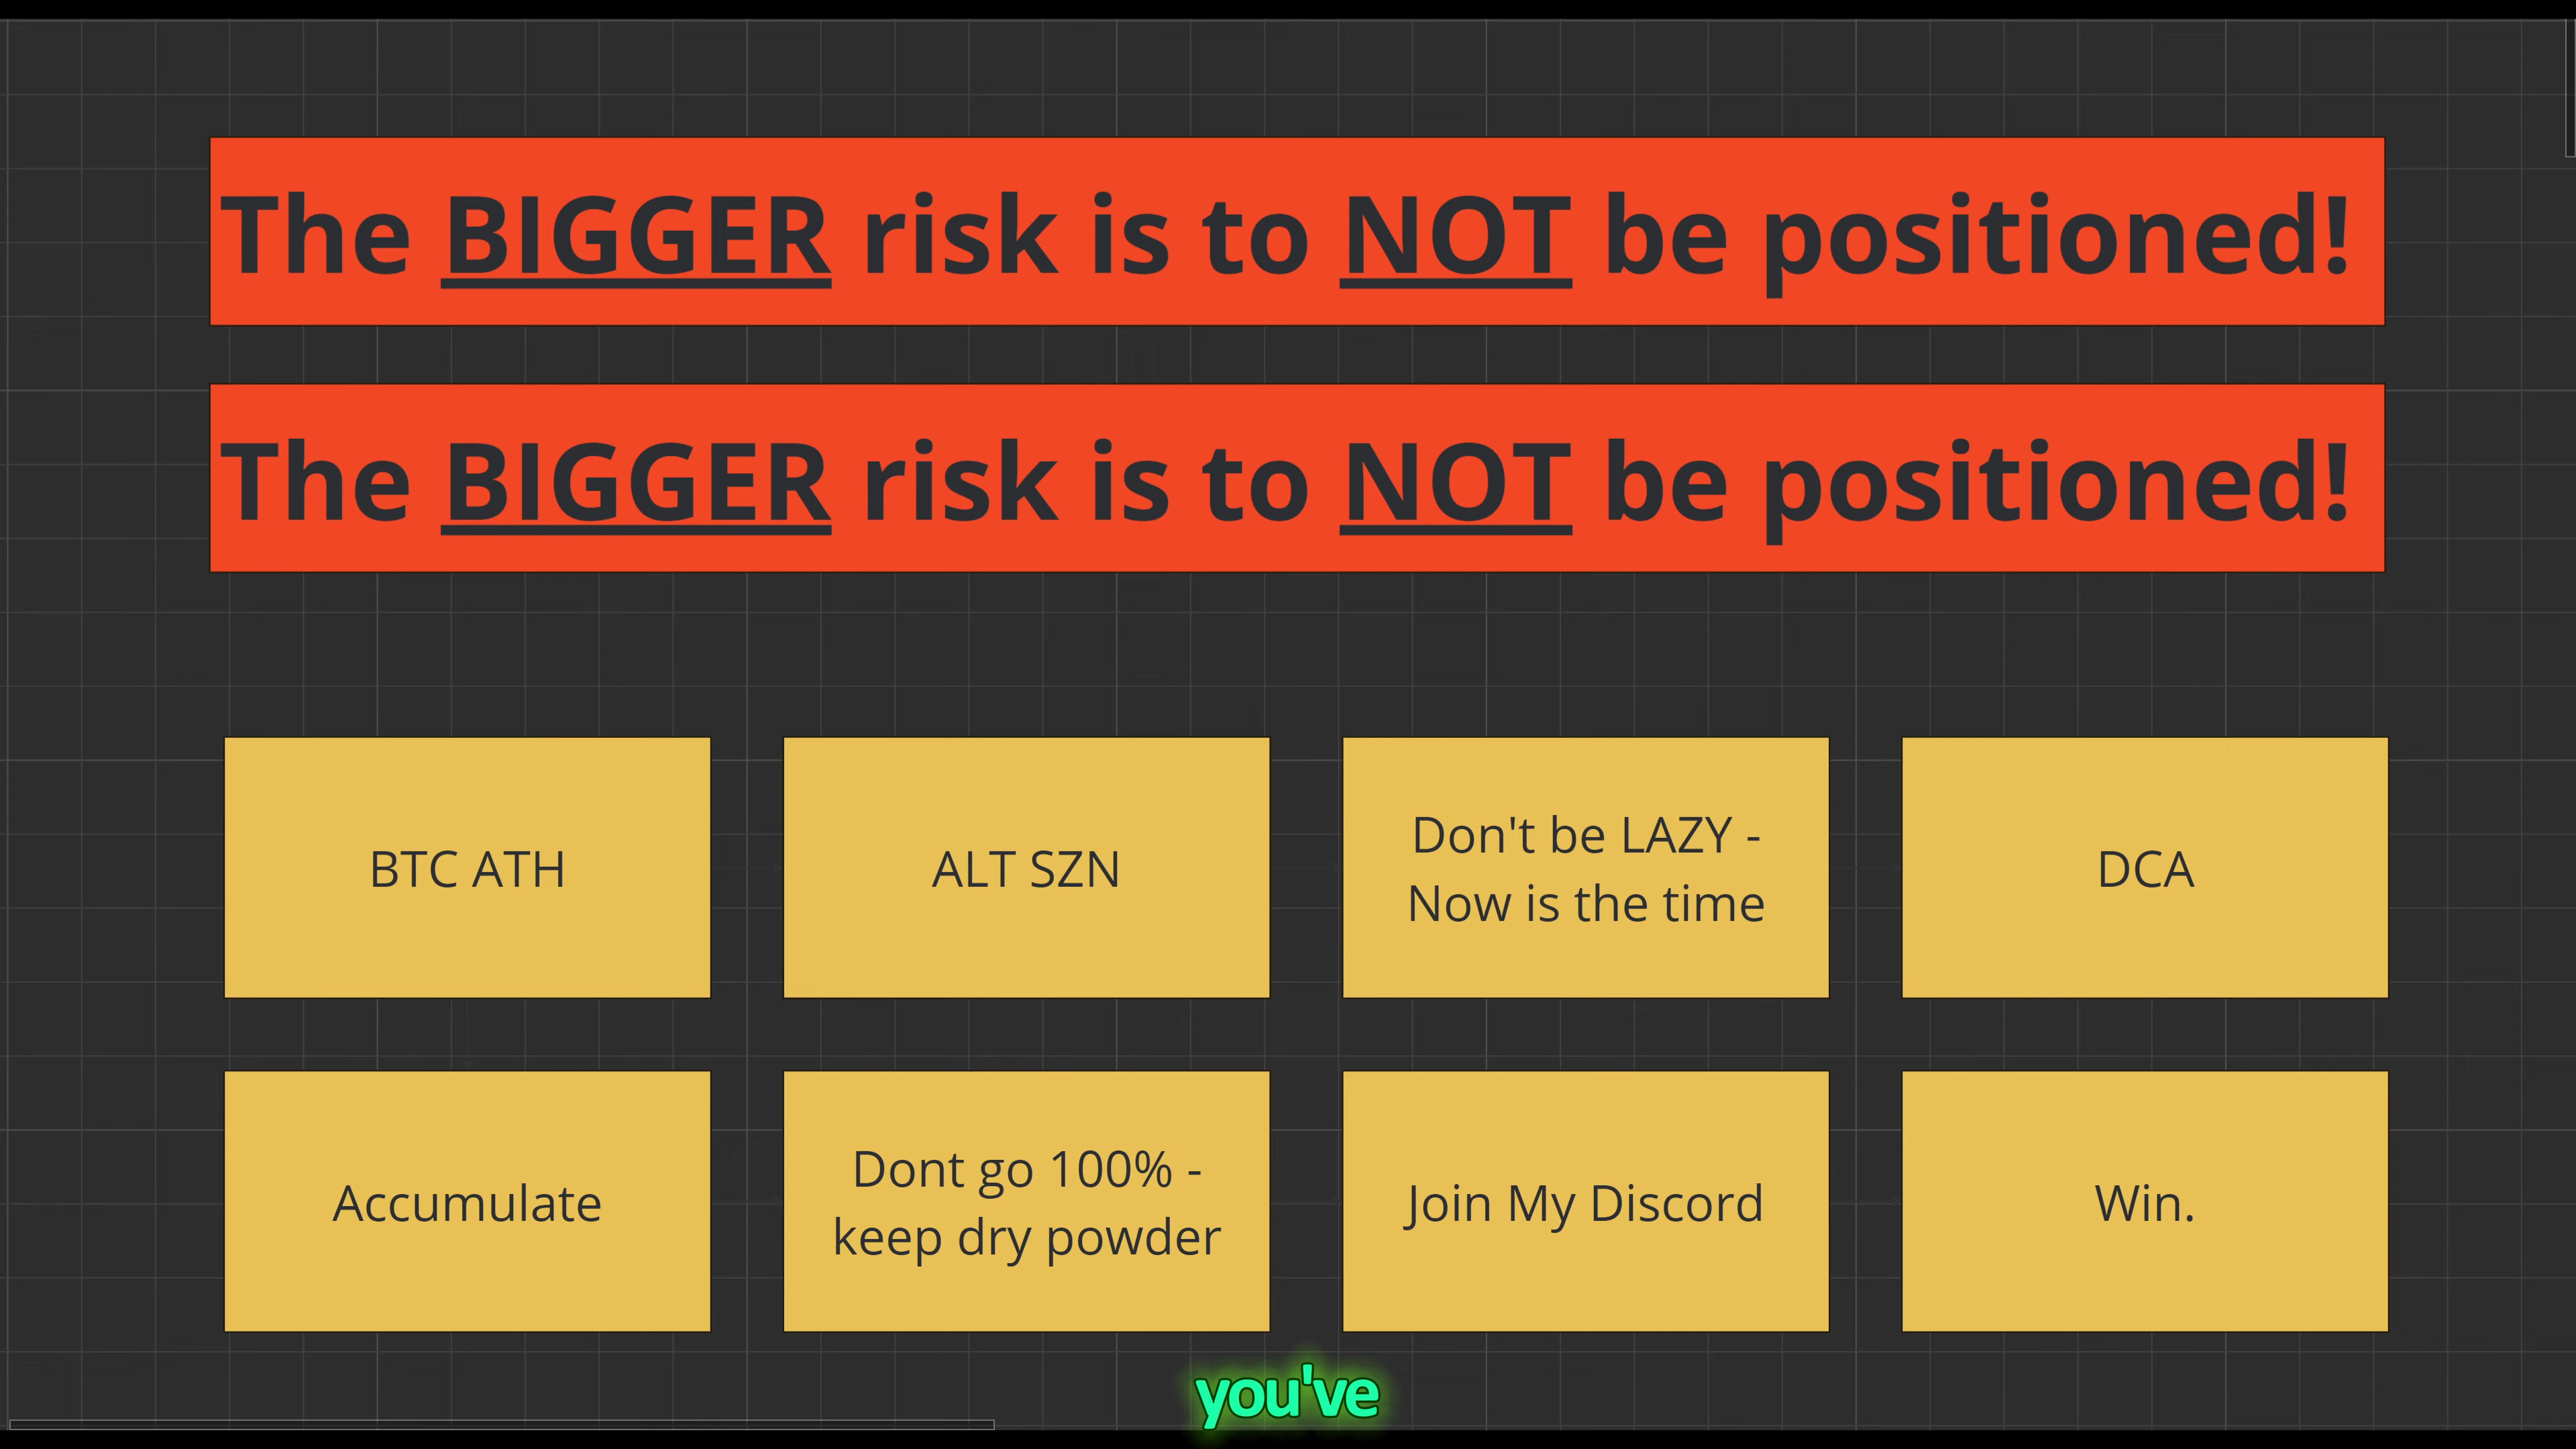 The BIGGER risk is to NOT be positioned!
The BIGGER risk is to NOT be positioned!
BTC ATH
ALT SZN
Don't be LAZY -
Now is the time
DCA
Accumulate
Dont go 100% -
keep dry powder
Join My Discord
Win.
you've